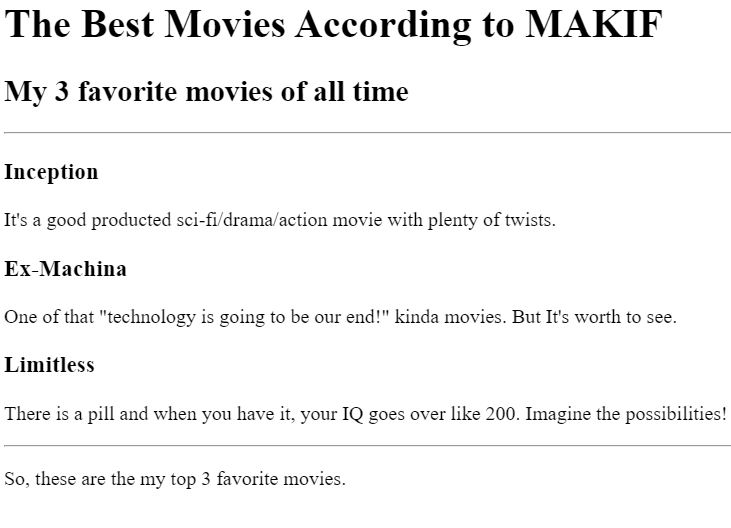 The Best Movies According to MAKIF
My 3 favorite movies of all time
Inception
It's a good producted sci-fi/drama/action movie with plenty of twists.
Ex-Machina
One of that "technology is going to be our end!" kinda movies. But It's worth to see.
Limitless
There is a pill and when you have it, your IQ goes over like 200. Imagine the possibilities!
So, these are the my top 3 favorite movies.